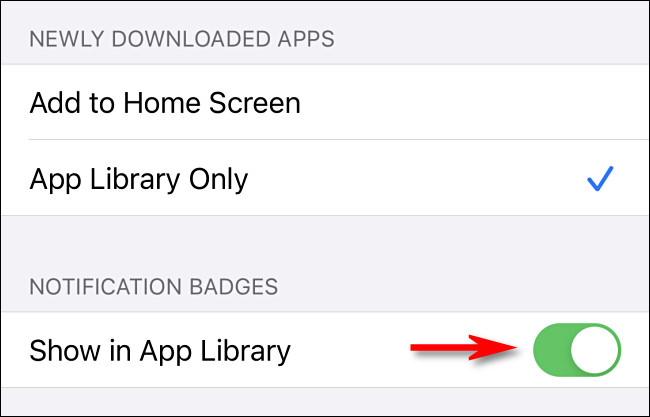 NEWLY DOWNLOADED APPS
Add to Home Screen
App Library Only
NOTIFICATION BADGES
Show in App Library